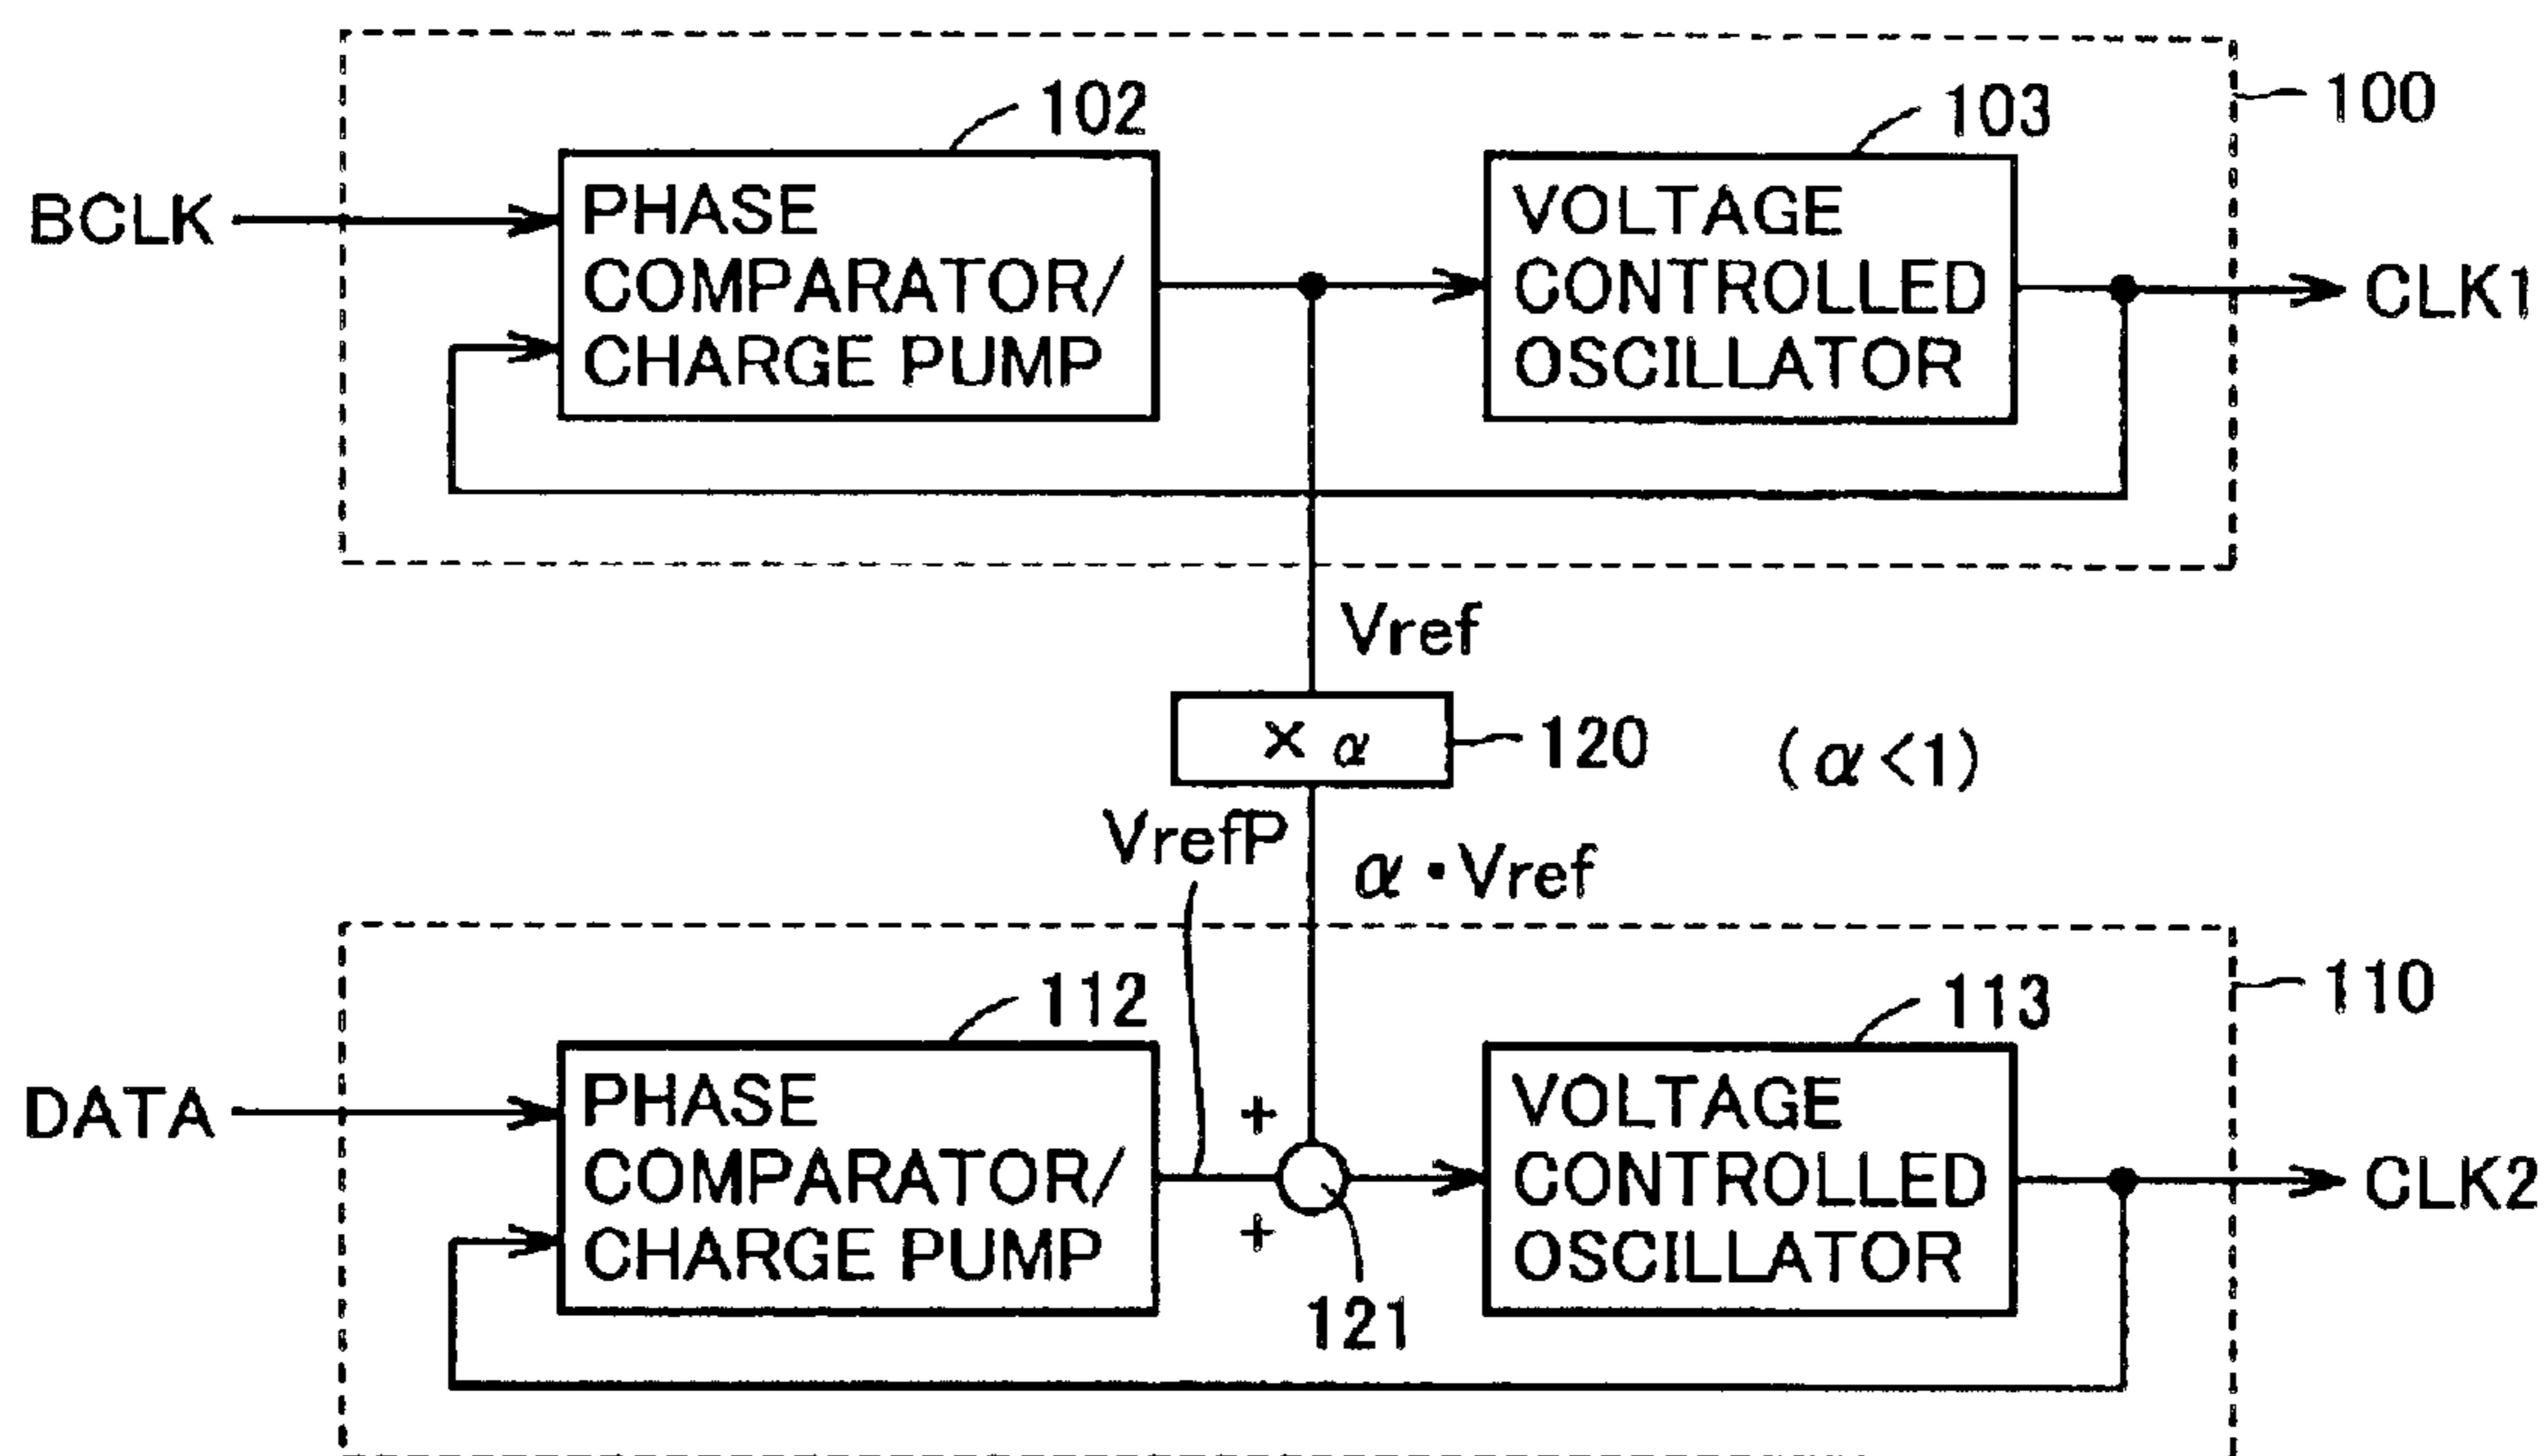 102
103
100
BCLK
PHASE
COMPARATOR/
CHARGE PUMP
VOLTAGE
CONTROLLED
OSCILLATOR
CLK1
Vref
× α
120
(α<1)
VrefP
α・Vref
112
113
110
DATA
PHASE
COMPARATOR/
CHARGE PUMP
+
+
121
VOLTAGE
CONTROLLED
OSCILLATOR
CLK2